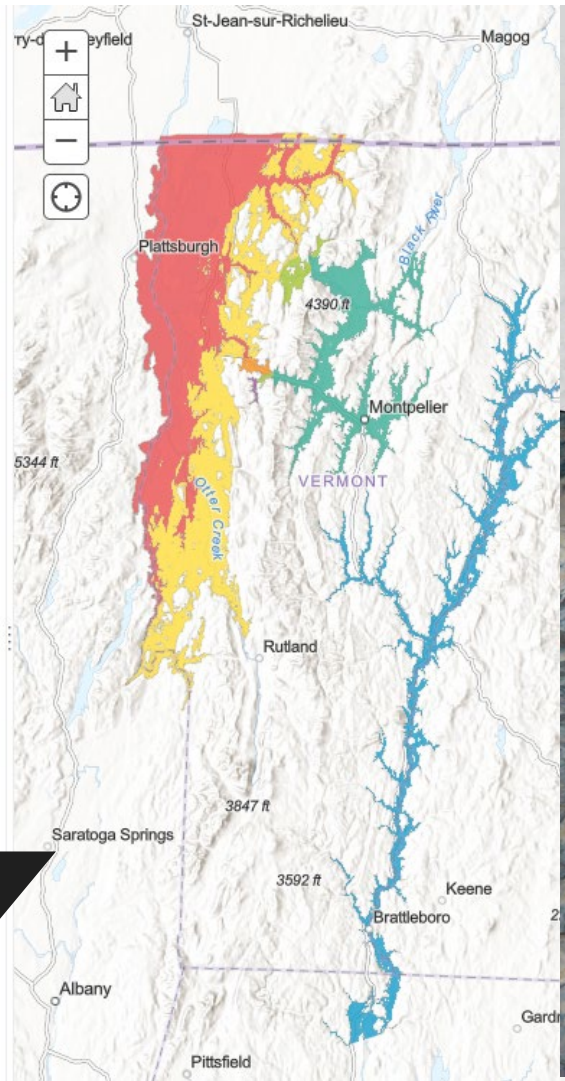 St-Jean-sur-Richelieu
Magog
+
−
Plattsburgh
Black River
4390 ft
Montpelier
5344 ft
VERMONT
Otter Creek
Rutland
3847 ft
Saratoga Springs
3592 ft
Keene
Brattleboro
Albany
Pittsfield